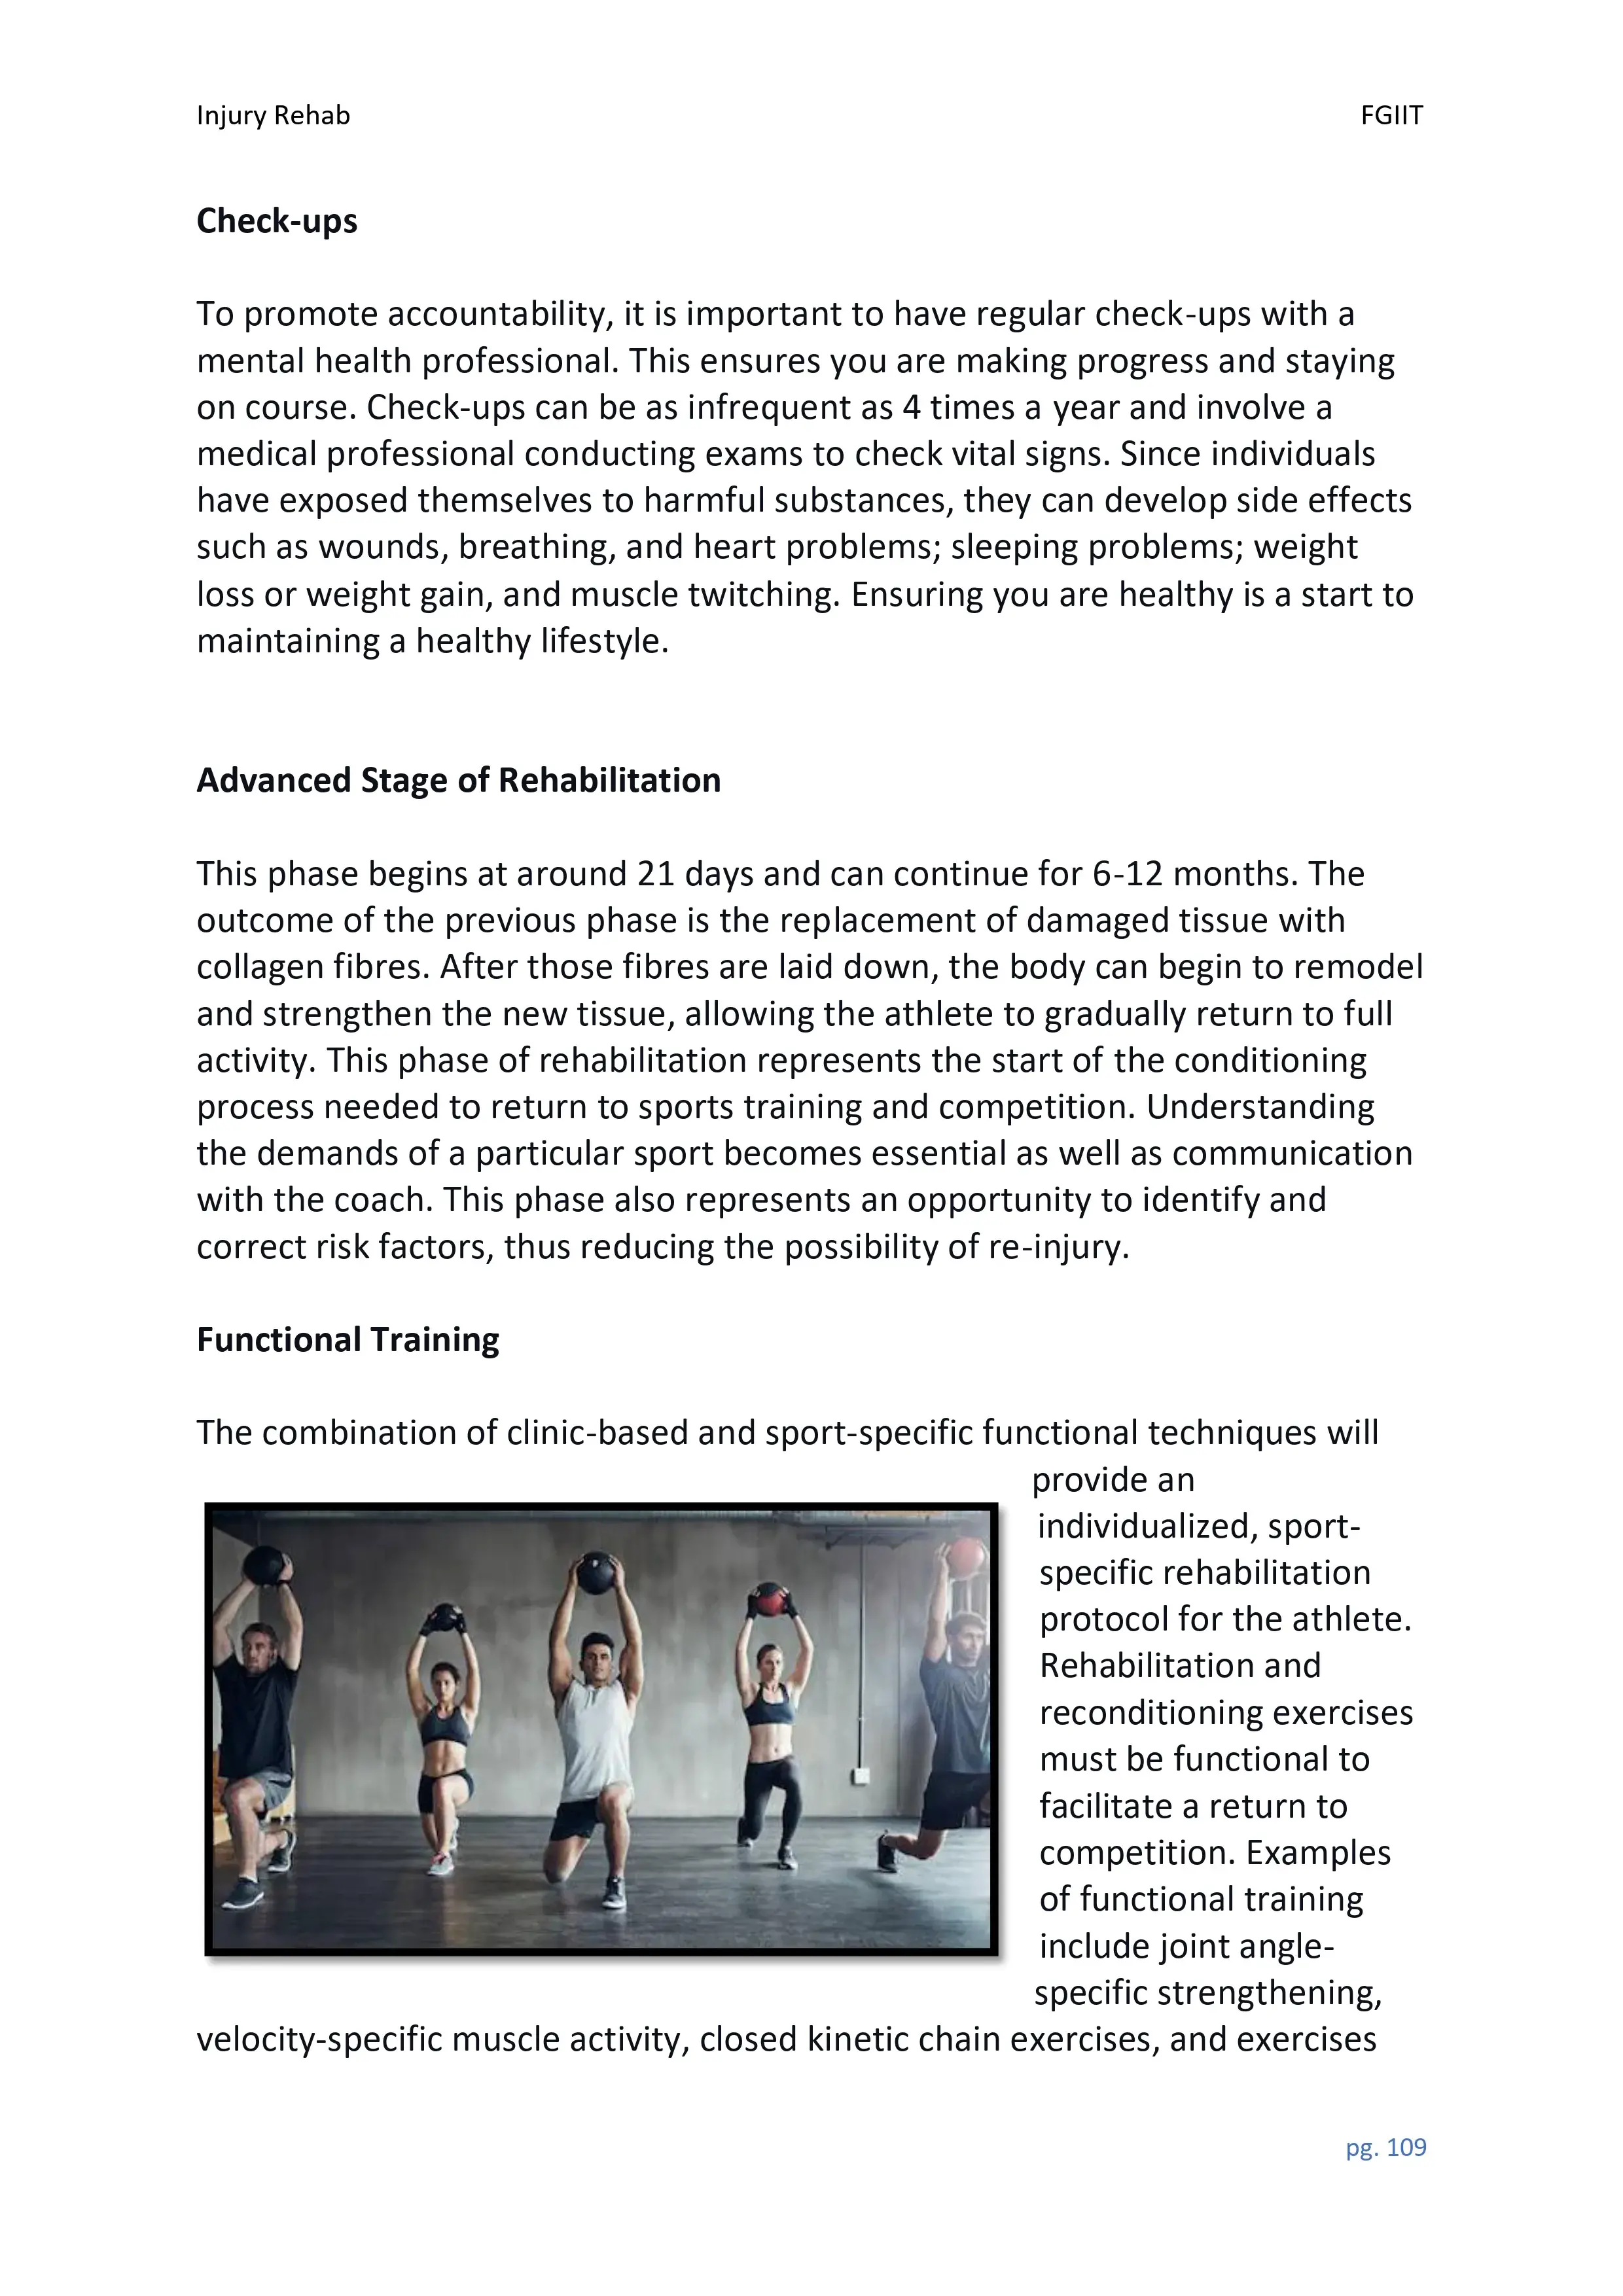 Injury Rehab FGIIT
Check-ups
To promote accountability, it is important to have regular check-ups with a
mental health professional. This ensures you are making progress and staying
on course. Check-ups can be as infrequent as 4 times a year and involve a
medical professional conducting exams to check vital signs. Since individuals
have exposed themselves to harmful substances, they can develop side effects
such as wounds, breathing, and heart problems; sleeping problems; weight
loss or weight gain, and muscle twitching. Ensuring you are healthy is a start to
maintaining a healthy lifestyle.
Advanced Stage of Rehabilitation
This phase begins at around 21 days and can continue for 6-12 months. The
outcome of the previous phase is the replacement of damaged tissue with
collagen fibres. After those fibres are laid down, the body can begin to remodel
and strengthen the new tissue, allowing the athlete to gradually return to full
activity. This phase of rehabilitation represents the start of the conditioning
process needed to return to sports training and competition. Understanding
the demands of a particular sport becomes essential as well as communication
with the coach. This phase also represents an opportunity to identify and
correct risk factors, thus reducing the possibility of re-injury.
Functional Training
The combination of clinic-based and sport-specific functional techniques will
provide an
individualized, sport-
specific rehabilitation
protocol for the athlete.
Rehabilitation and
reconditioning exercises
must be functional to
facilitate a return to
competition. Examples
of functional training
include joint angle-
specific strengthening,
velocity-specific muscle activity, closed kinetic chain exercises, and exercises
pg. 109